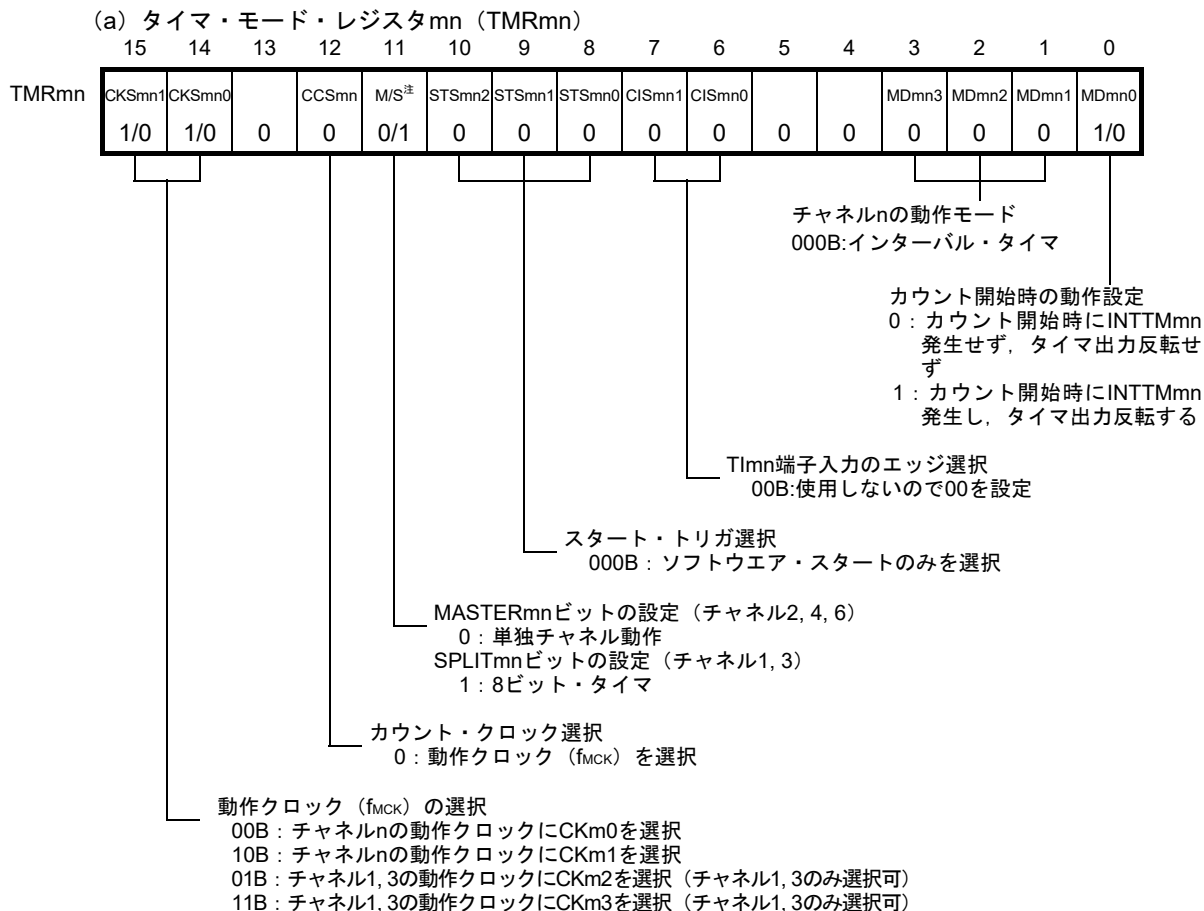 (a) タイマ・モード・レジスタmn（TMRmn）
15 14 13 12 11 10 9 8 7 6 5 4 3 2 1 0
TMRmn CKSmn1 CKSmn0 CCSmn M/S注 STSmn2 STSmn1 STSmn0 CISmn1 CISmn0 MDmn3 MDmn2 MDmn1 MDmn0
1/0 1/0 0 0 0/1 0 0 0 0 0 0 0 0 0 0 1/0
チャネルnの動作モード
000B:インターバル・タイマ
カウント開始時の動作設定
0：カウント開始時にINTTMmn
発生せず，タイマ出力反転せ
ず
1：カウント開始時にINTTMmn
発生し，タイマ出力反転する
TImn端子入力のエッジ選択
00B:使用しないので00を設定
スタート・トリガ選択
000B：ソフトウエア・スタートのみを選択
MASTERmnビットの設定（チャネル2, 4, 6）
0：単独チャネル動作
SPLITmnビットの設定（チャネル1, 3）
1：8ビット・タイマ
カウント・クロック選択
0：動作クロック（fMCK）を選択
動作クロック（fMCK）の選択
00B：チャネルnの動作クロックにCKm0を選択
10B：チャネルnの動作クロックにCKm1を選択
01B：チャネル1, 3の動作クロックにCKm2を選択（チャネル1, 3のみ選択可）
11B：チャネル1, 3の動作クロックにCKm3を選択（チャネル1, 3のみ選択可）